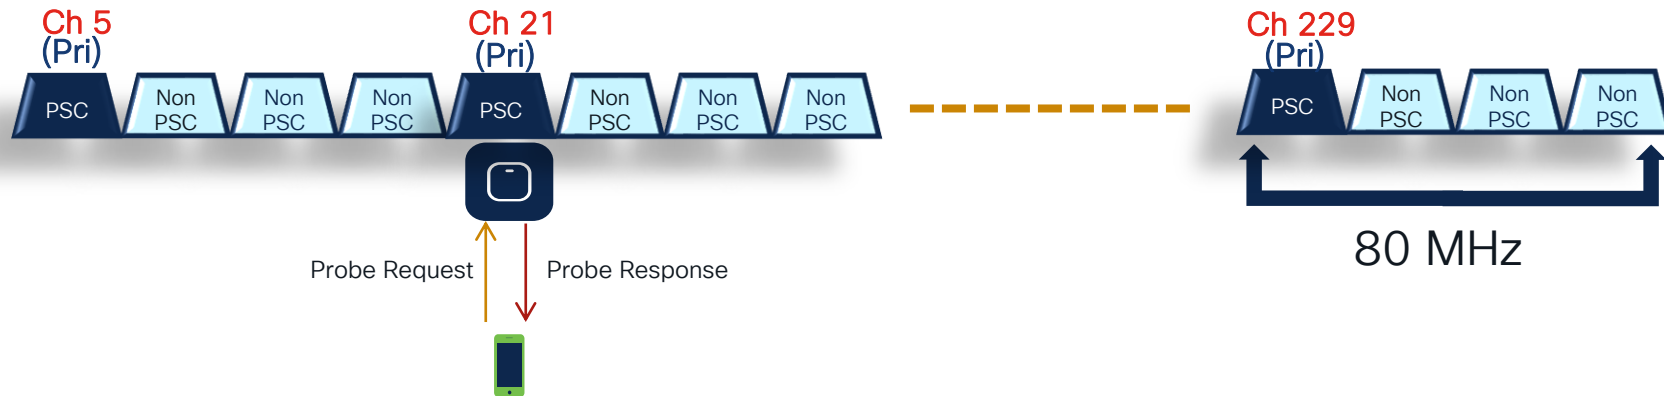 Ch 5
(Pri)
Ch 21
(Pri)
Ch 229
(Pri)
PSC
Non
PSC
Non
PSC
Non
PSC
PSC
Non
PSC
Non
PSC
Non
PSC
PSC
Non
PSC
Non
PSC
Non
PSC
Probe Request
Probe Response
80 MHz